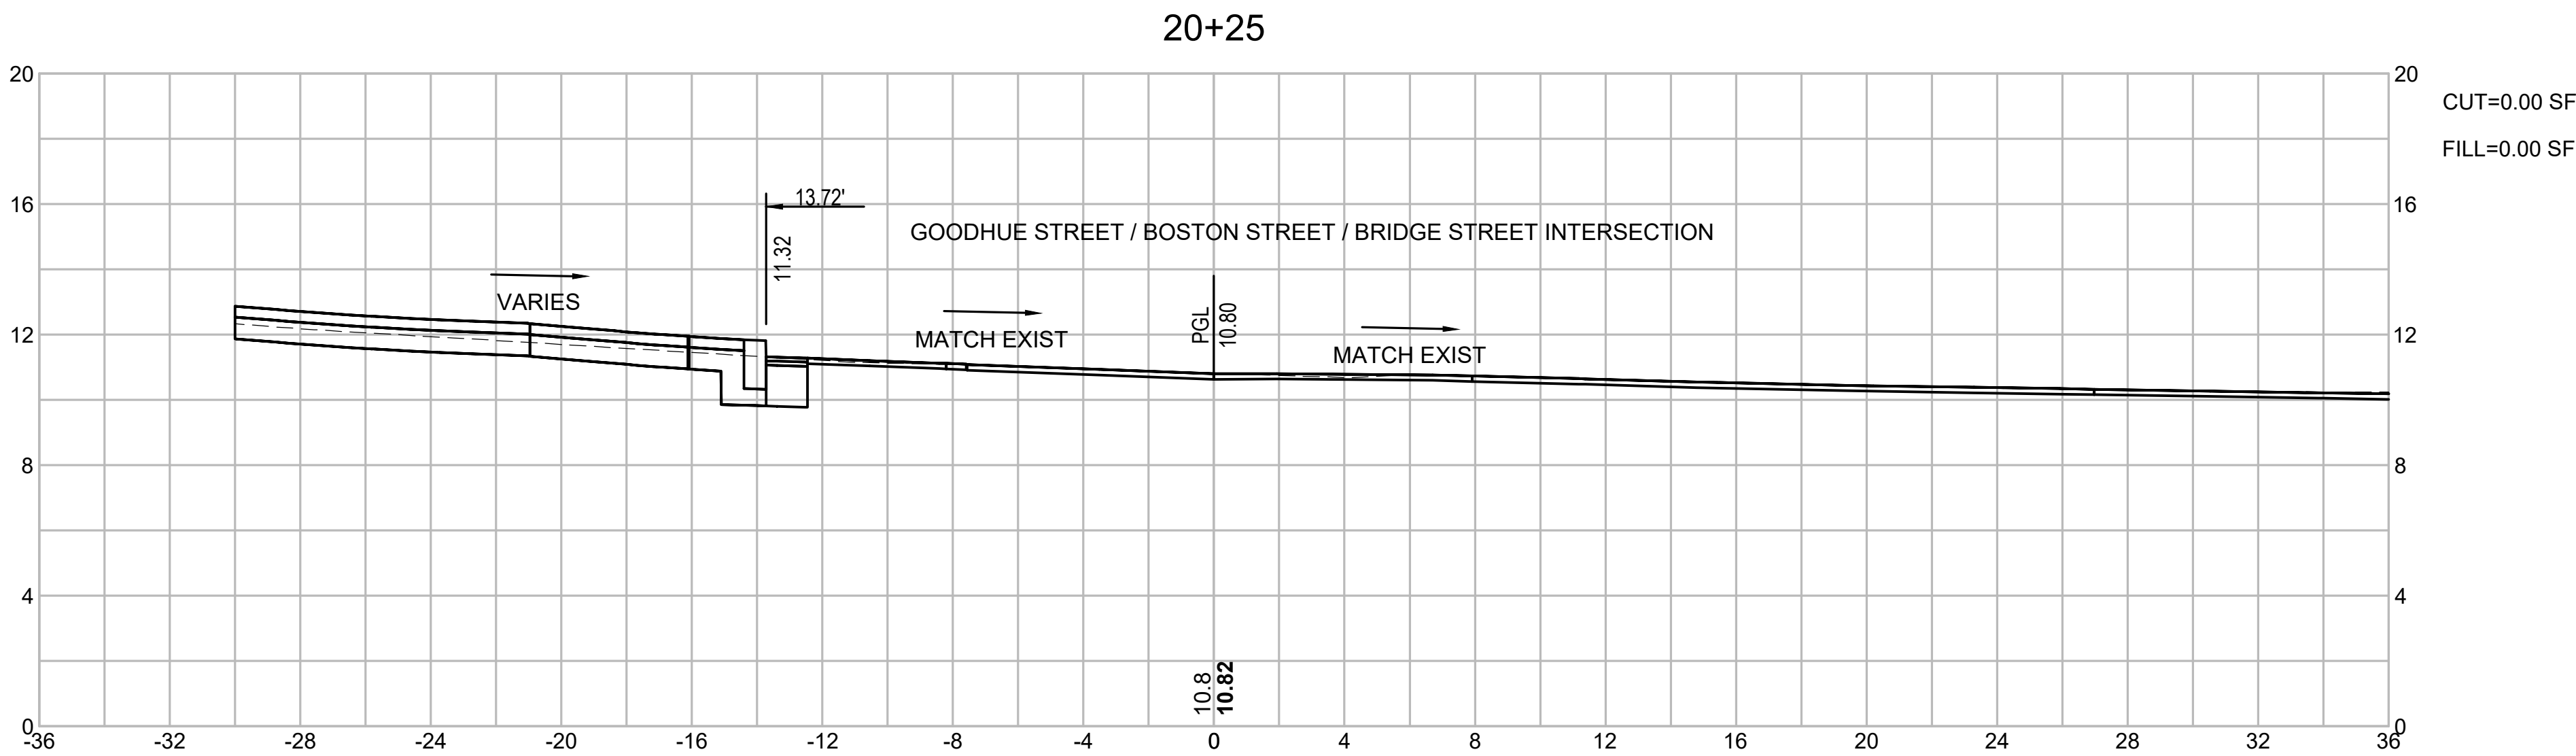 20+25
20
20
CUT=0.00 SF
FILL=0.00 SF
16
13.72'
16
11.32
GOODHUE STREET / BOSTON STREET / BRIDGE STREET INTERSECTION
VARIES
12
MATCH EXIST
PGL
10.80
MATCH EXIST
12
8
8
4
4
10.8
10.82
0
0
-36 -32 -28 -24 -20 -16 -12 -8 -4 0 4 8 12 16 20 24 28 32 36